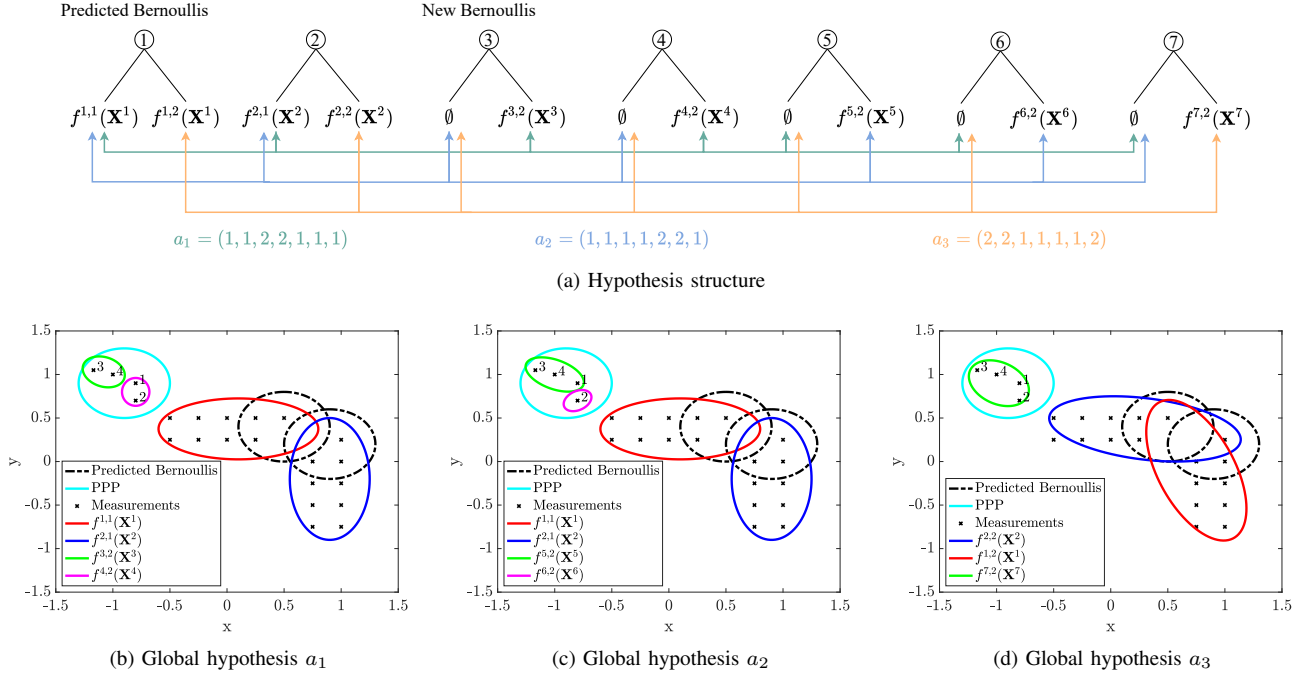 Predicted Bernoullis New Bernoullis
① ② ③ ④ ⑤ ⑥ ⑦
f^{1,1}(X^1) f^{1,2}(X^1) f^{2,1}(X^2) f^{2,2}(X^2) ∅ f^{3,2}(X^3) ∅ f^{4,2}(X^4) ∅ f^{5,2}(X^5) ∅ f^{6,2}(X^6) ∅ f^{7,2}(X^7)
a_1 = (1, 1, 2, 2, 1, 1, 1) a_2 = (1, 1, 1, 1, 2, 2, 1) a_3 = (2, 2, 1, 1, 1, 1, 2)
(a) Hypothesis structure
1.5
1
0.5
0
-0.5
-1
-1.5
y
3
4
1
2
Predicted Bernoullis
PPP
Measurements
f^{1,1}(X^1)
f^{2,1}(X^2)
f^{3,2}(X^3)
f^{4,2}(X^4)
-1.5 -1 -0.5 0 0.5 1 1.5
x
(b) Global hypothesis a_1
1.5
1
0.5
0
-0.5
-1
-1.5
y
3
4
1
2
Predicted Bernoullis
PPP
Measurements
f^{1,1}(X^1)
f^{2,1}(X^2)
f^{5,2}(X^5)
f^{6,2}(X^6)
-1.5 -1 -0.5 0 0.5 1 1.5
x
(c) Global hypothesis a_2
1.5
1
0.5
0
-0.5
-1
-1.5
y
3
4
1
2
Predicted Bernoullis
PPP
Measurements
f^{2,2}(X^2)
f^{1,2}(X^1)
f^{7,2}(X^7)
-1.5 -1 -0.5 0 0.5 1 1.5
x
(d) Global hypothesis a_3